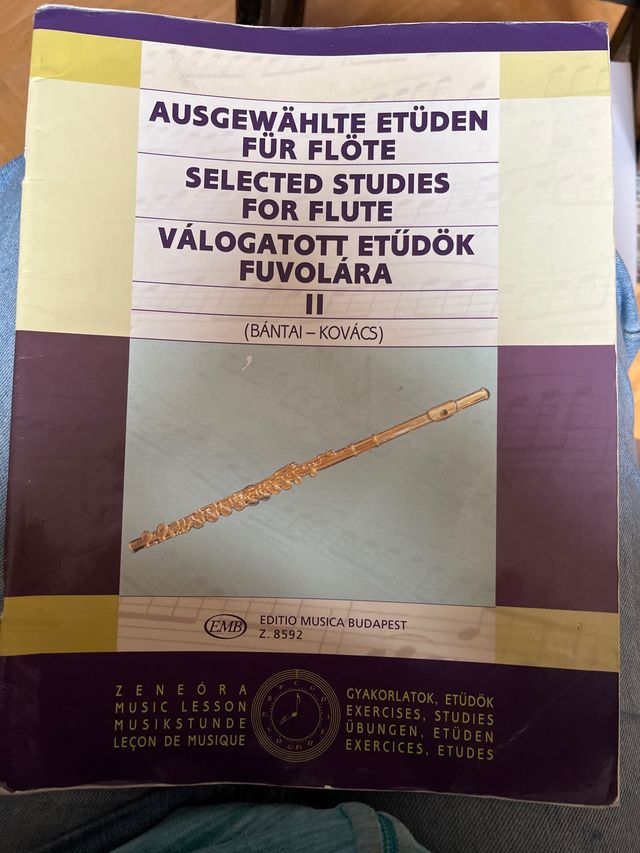 AUSGEWÄHLTE ETÜDEN
FÜR FLÖTE
SELECTED STUDIES
FOR FLUTE
VÁLOGATOTT ETŰDÖK
FUVOLÁRA
II
(BÁNTAI – KOVÁCS)
EMB
EDITIO MUSICA BUDAPEST
Z. 8592
ZENEÓRA
MUSIC LESSON
MUSIKSTUNDE
LEÇON DE MUSIQUE
GYAKORLATOK, ETŰDÖK
EXERCISES, STUDIES
ÜBUNGEN, ETÜDEN
EXERCICES, ETUDES